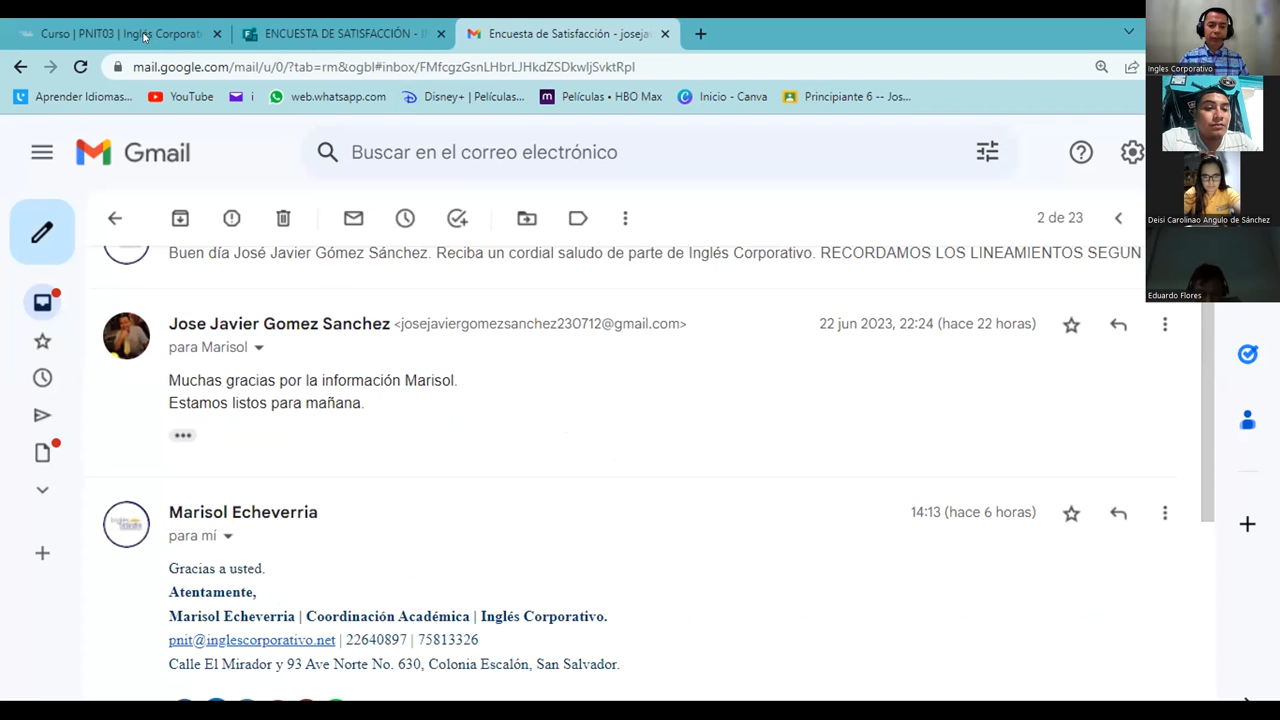 Curso | PNIT03 | Inglés Corporat
ENCUESTA DE SATISFACCIÓN - I
Encuesta de Satisfacción - joseja
mail.google.com/mail/u/0/?tab=rm&ogbl#inbox/FMfcgzGsnLHbrtJHkdZSDkwljSvktRpI
Aprender Idiomas...
YouTube
i
web.whatsapp.com
Disney+ | Películas...
Películas • HBO Max
Inicio - Canva
Principiante 6 -- Jos...
Ingles Corporativo
Deisi Carolinao Angulo de Sánchez
Eduardo Flores
Gmail
Buscar en el correo electrónico
2 de 23
Buen día José Javier Gómez Sánchez. Reciba un cordial saludo de parte de Inglés Corporativo. RECORDAMOS LOS LINEAMIENTOS SEGUN
Jose Javier Gomez Sanchez <josejaviergomezsanchez230712@gmail.com>
22 jun 2023, 22:24 (hace 22 horas)
para Marisol
Muchas gracias por la información Marisol.
Estamos listos para mañana.
Marisol Echeverria
14:13 (hace 6 horas)
para mí
Gracias a usted.
Atentamente,
Marisol Echeverria | Coordinación Académica | Inglés Corporativo.
pnit@inglescorporativo.net | 22640897 | 75813326
Calle El Mirador y 93 Ave Norte No. 630, Colonia Escalón, San Salvador.